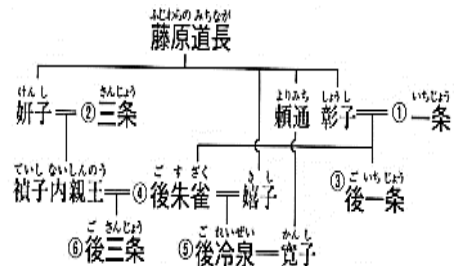 ふじわらの みちなが
藤原道長
けんし さんじょう よりみち しょうし いちじょう
妍子 ②三条 頼通 彰子 ①一条
ていし ないしんのう ご す ざく き し ご いちじょう
禎子内親王 ④後朱雀 嬉子 ③後一条
ご さんじょう ご れいぜい かんし
⑥後三条 ⑤後冷泉 寛子